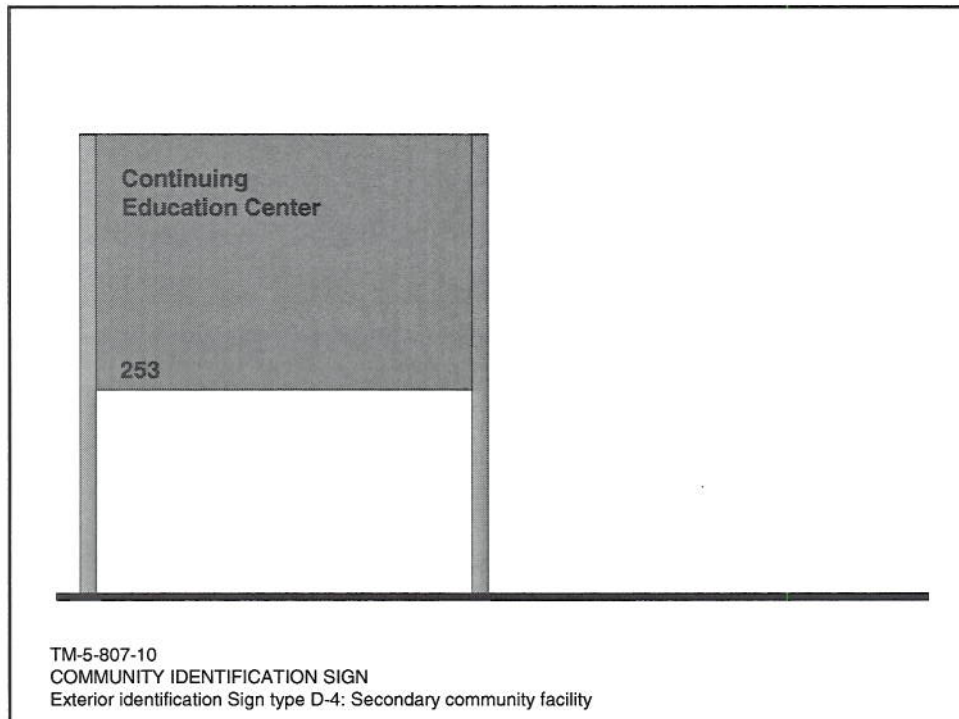 Continuing
Education Center
253
TM-5-807-10
COMMUNITY IDENTIFICATION SIGN
Exterior identification Sign type D-4: Secondary community facility